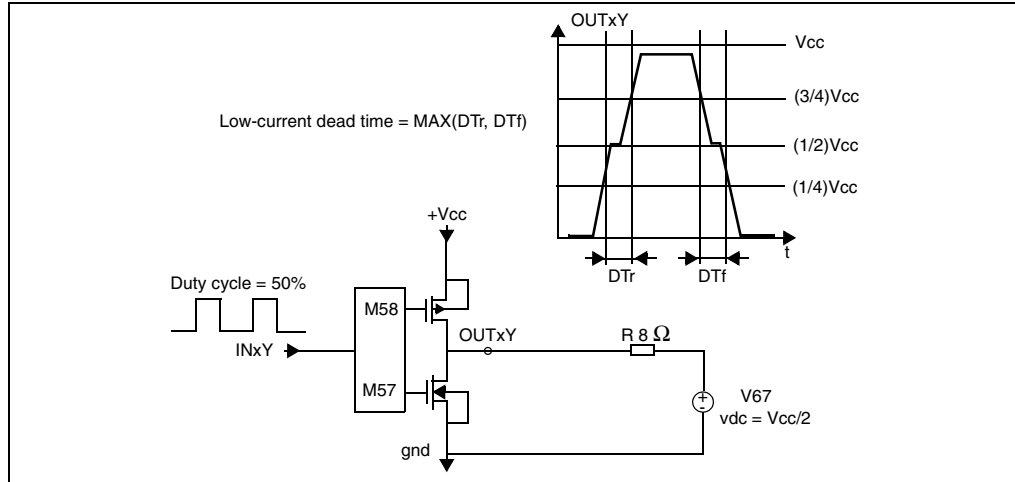 OUTxY
Vcc
(3/4)Vcc
Low-current dead time = MAX(DTr, DTf)
(1/2)Vcc
(1/4)Vcc
+Vcc
t
DTr
DTf
Duty cycle = 50%
M58
OUTxY
R 8 Ω
INxY
M57
V67
+
-
vdc = Vcc/2
gnd